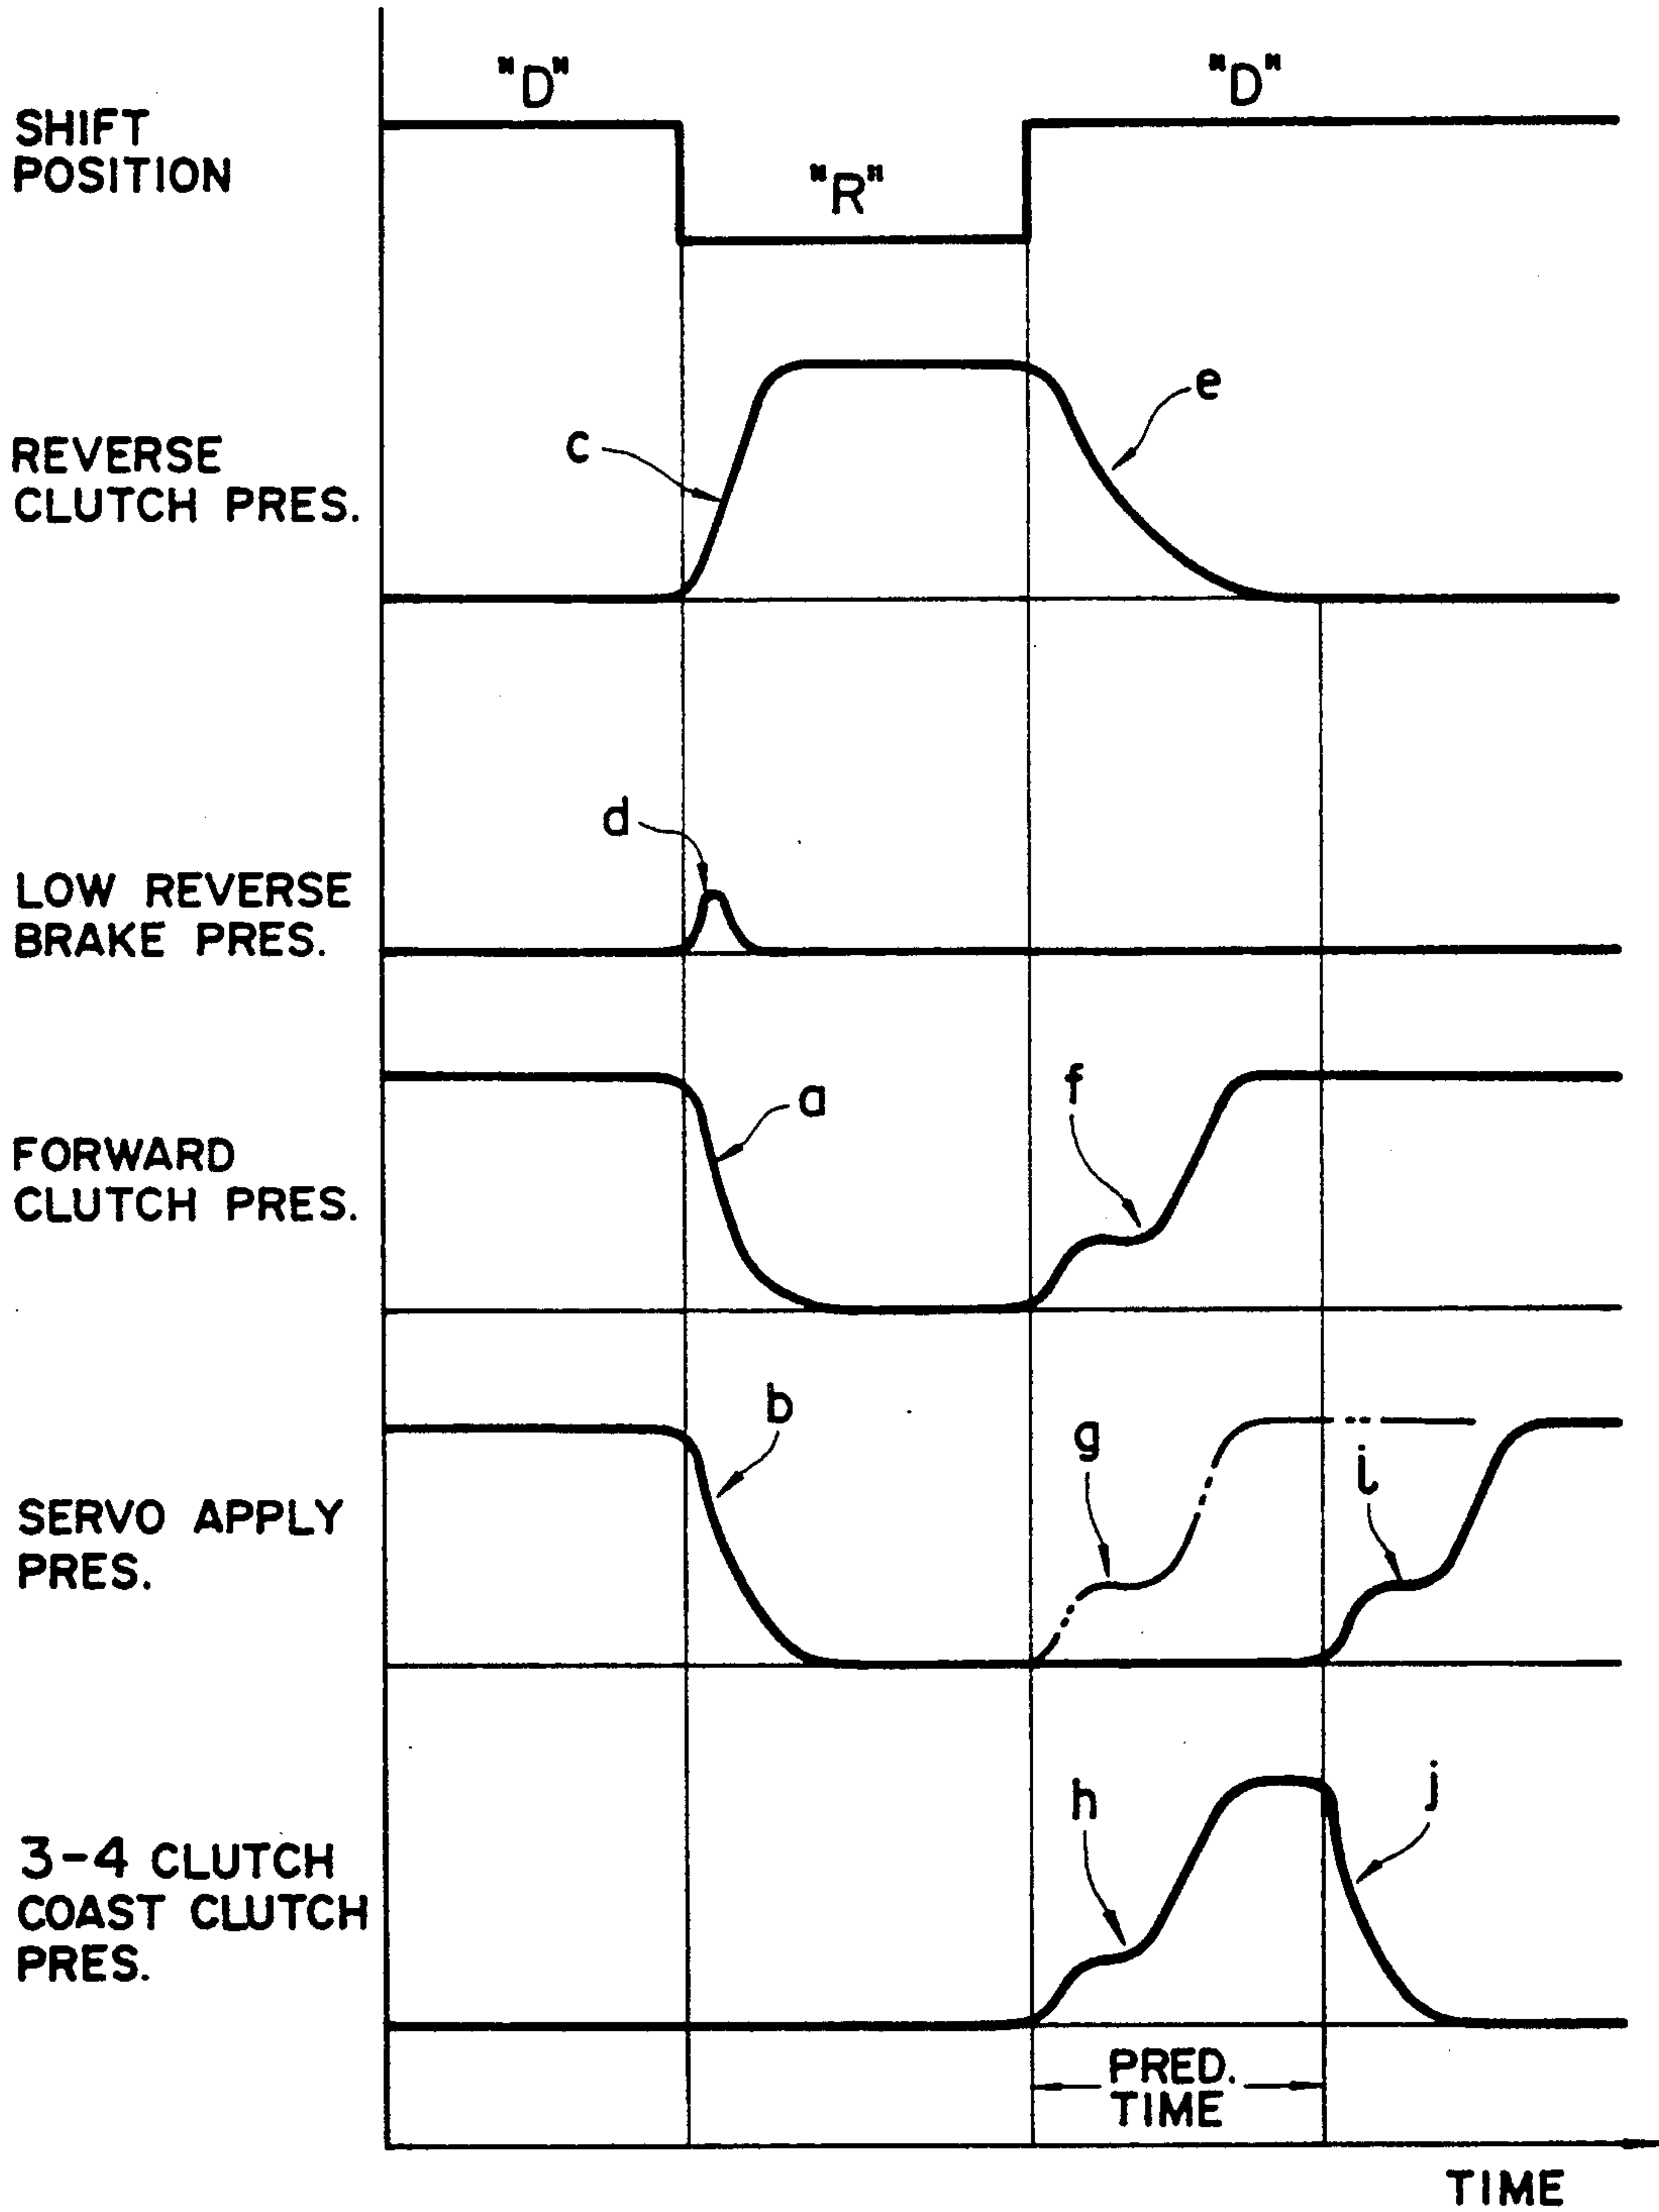 "D"
"D"
SHIFT
POSITION
"R"
e
c
REVERSE
CLUTCH PRES.
d
LOW REVERSE
BRAKE PRES.
f
a
FORWARD
CLUTCH PRES.
b
g
i
SERVO APPLY
PRES.
h
j
3-4 CLUTCH
COAST CLUTCH
PRES.
PRED.
TIME
TIME